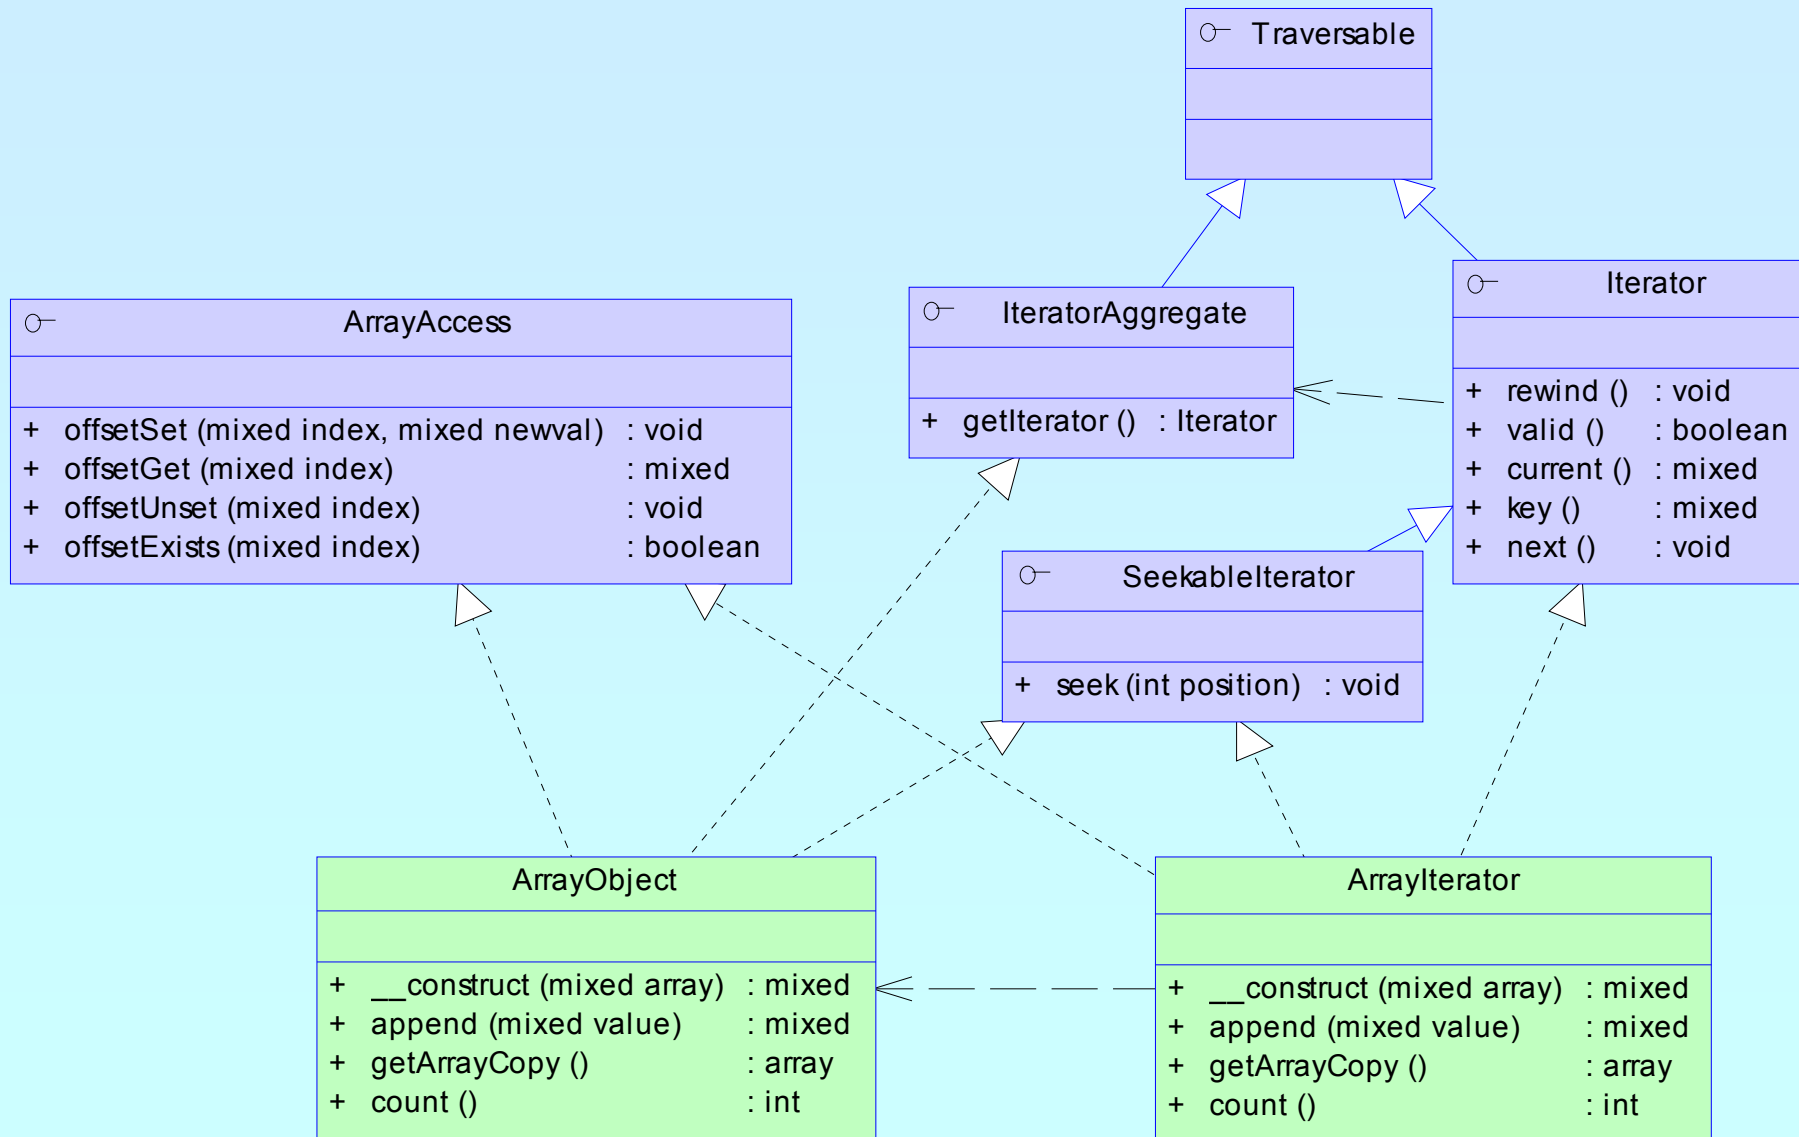 Traversable
Iterator
+ rewind () : void
+ valid () : boolean
+ current () : mixed
+ key () : mixed
+ next () : void
IteratorAggregate
+ getIterator () : Iterator
ArrayAccess
+ offsetSet (mixed index, mixed newval) : void
+ offsetGet (mixed index) : mixed
+ offsetUnset (mixed index) : void
+ offsetExists (mixed index) : boolean
SeekableIterator
+ seek (int position) : void
ArrayObject
+ __construct (mixed array) : mixed
+ append (mixed value) : mixed
+ getArrayCopy () : array
+ count () : int
ArrayIterator
+ __construct (mixed array) : mixed
+ append (mixed value) : mixed
+ getArrayCopy () : array
+ count () : int